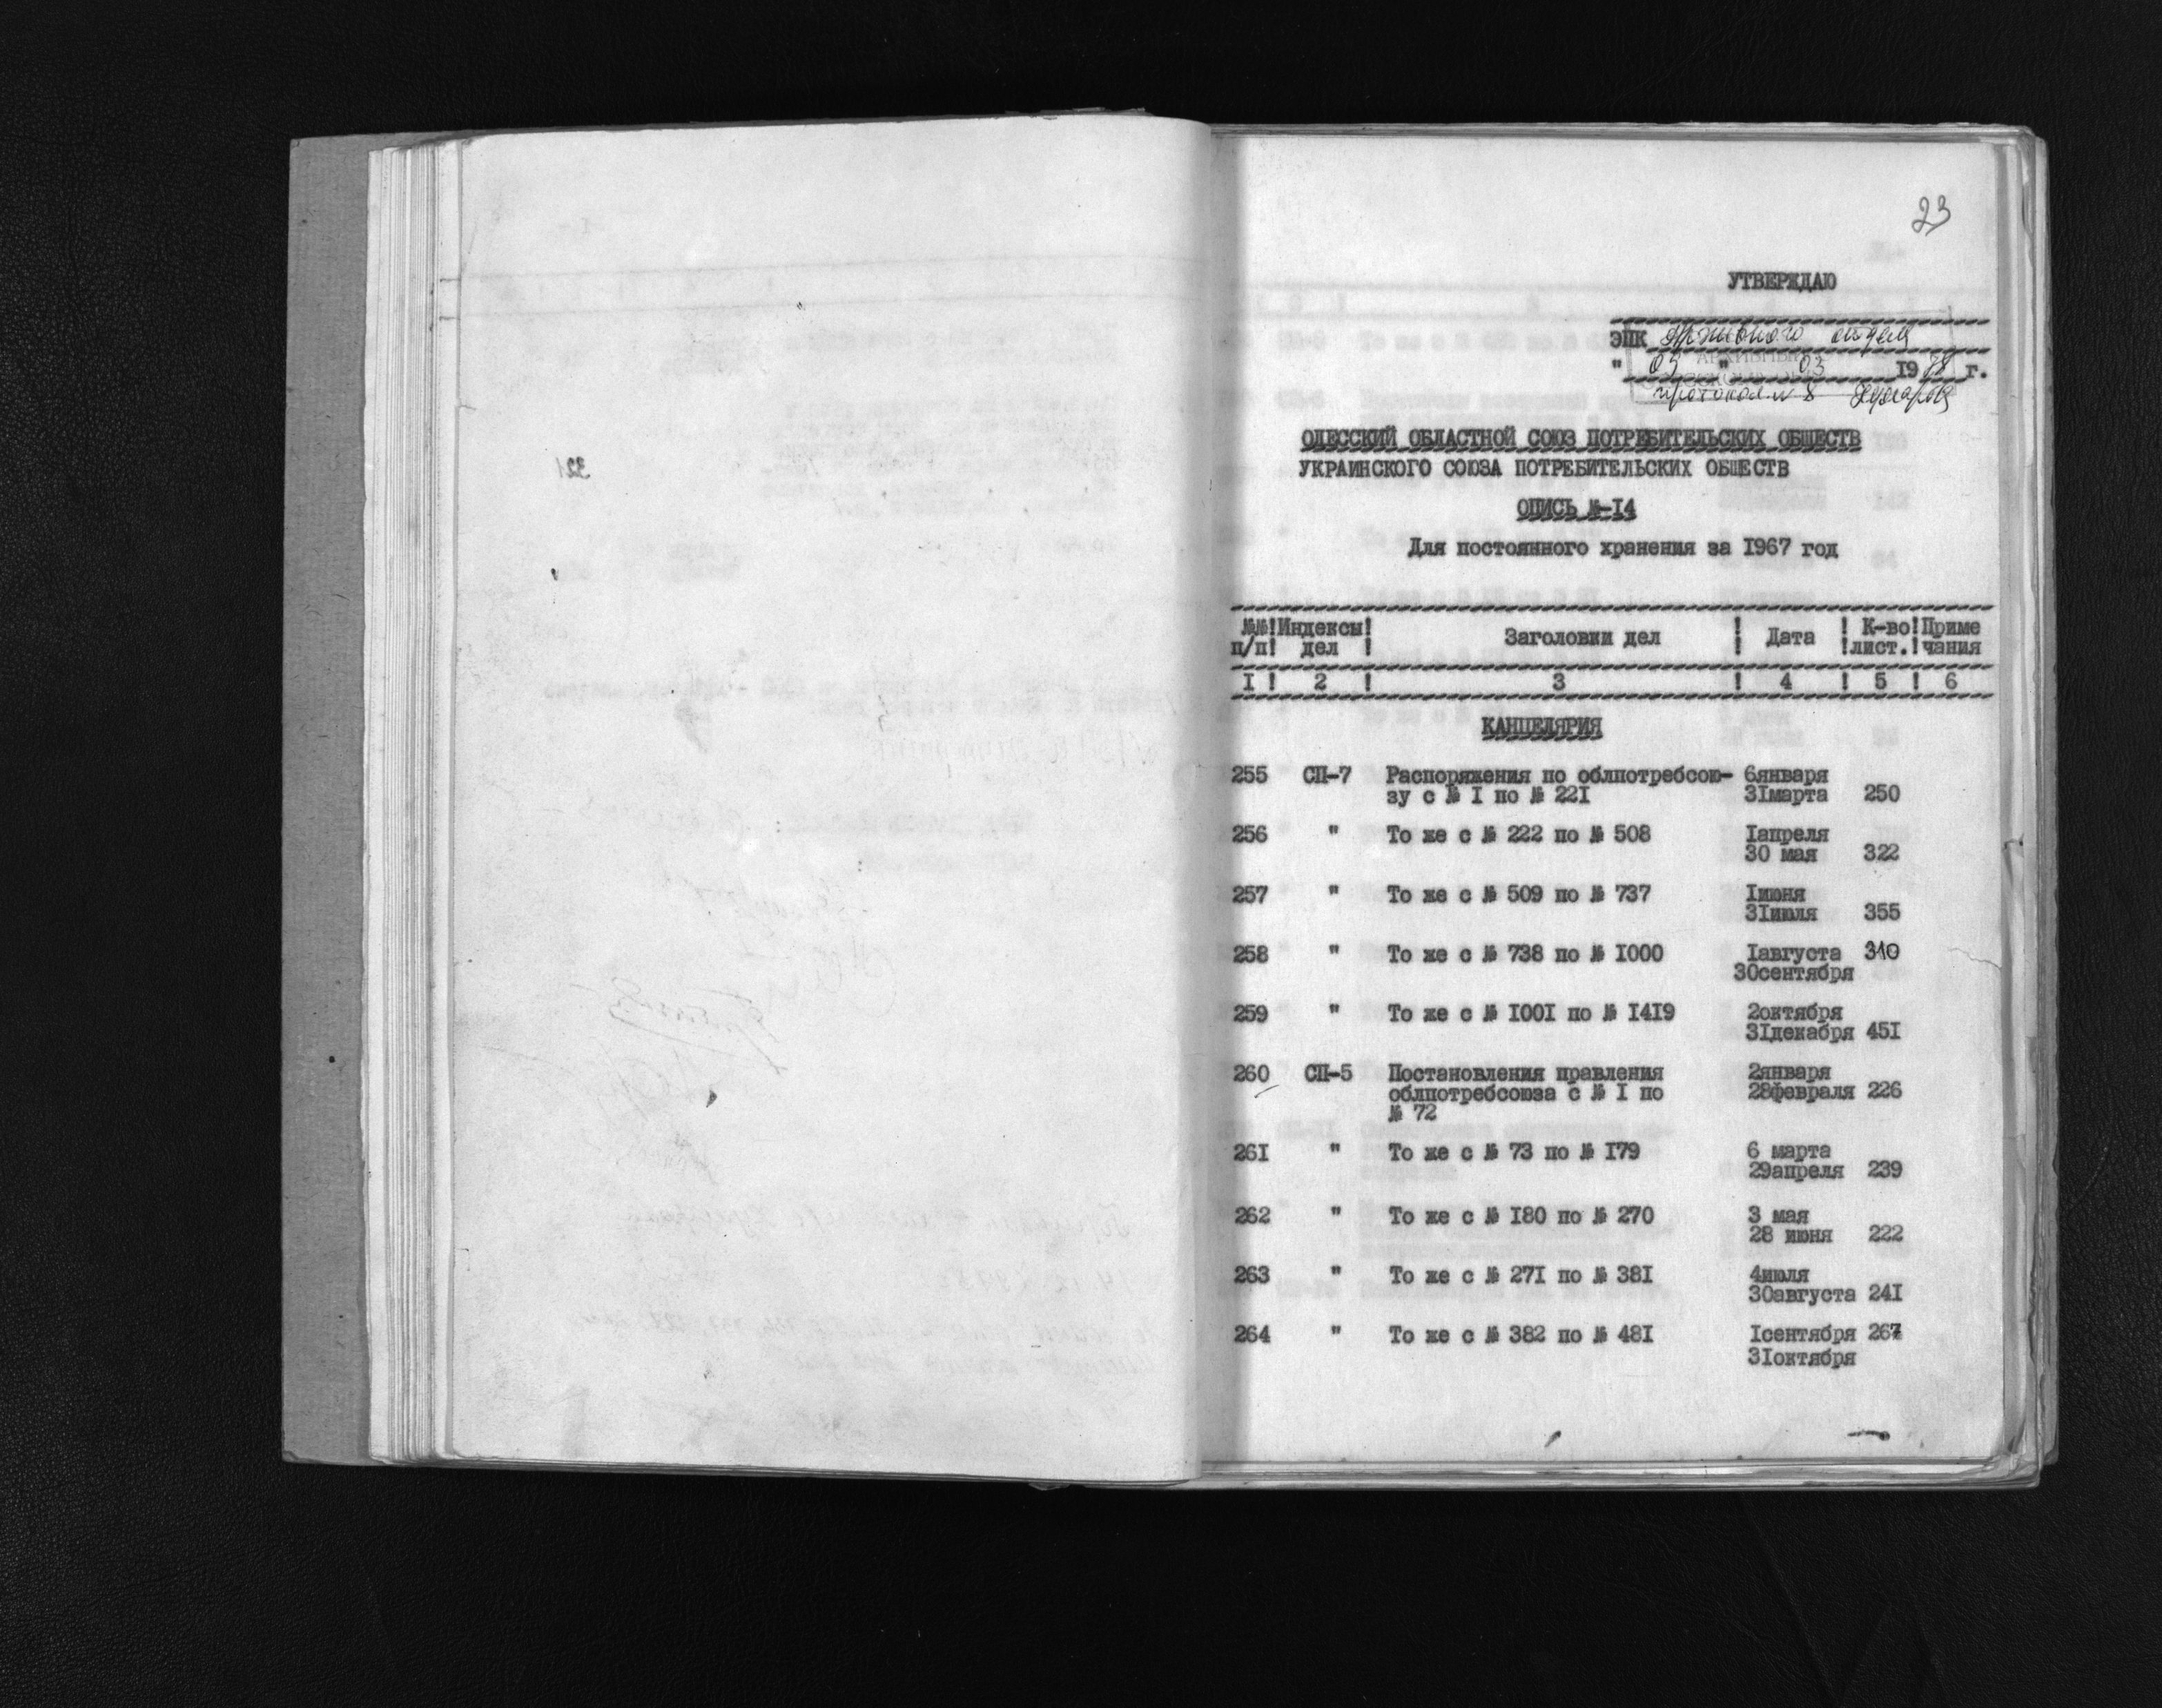 23
УТВЕРЖДАЮ
ЭПК Архивного отдела
" 03 " 03 19 г.
протокол № 8
ОДЕССКИЙ ОБЛАСТНОЙ СОЮЗ ПОТРЕБИТЕЛЬСКИХ ОБЩЕСТВ
УКРАИНСКОГО СОЮЗА ПОТРЕБИТЕЛЬСКИХ ОБЩЕСТВ
ОПИСЬ №-I4
Для постоянного хранения за I967 год
№№!Индексы! Заголовки дел ! Дата ! К-во!Приме
п/п! дел ! ! !лист.!чания
I ! 2 ! 3 ! 4 ! 5 ! 6
КАНЦЕЛЯРИЯ
255 СП-7 Распоряжения по облпотребсою- 6января
зу с № I по № 22I 3Iмарта 250
256 " То же с № 222 по № 508 Iапреля
30 мая 322
257 " То же с № 509 по № 737 Iиюня
3Iиюля 355
258 " То же с № 738 по № I000 Iавгуста 310
30сентября
259 " То же с № I00I по № I4I9 2октября
3Iдекабря 45I
260 СП-5 Постановления правления 2января
облпотребсоюза с № I по 28февраля 226
№ 72
26I " То же с № 73 по № I79 6 марта
29апреля 239
262 " То же с № I80 по № 270 3 мая
28 июня 222
263 " То же с № 27I по № 38I 4июля
30августа 24I
264 " То же с № 382 по № 48I Iсентября 267
3Iоктября